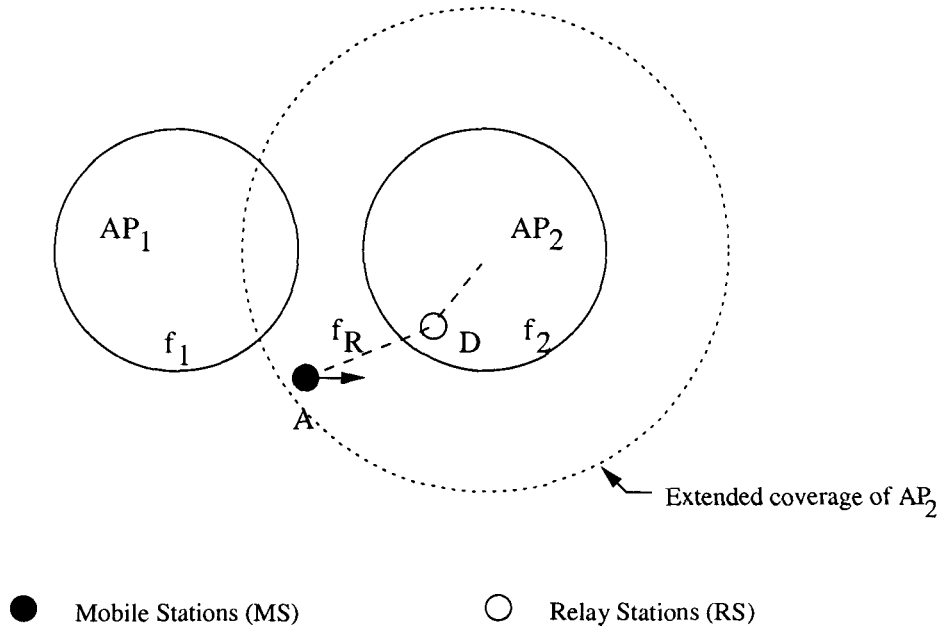 AP1
AP2
f1
fR
D
f2
A
Extended coverage of AP2
Mobile Stations (MS)
Relay Stations (RS)